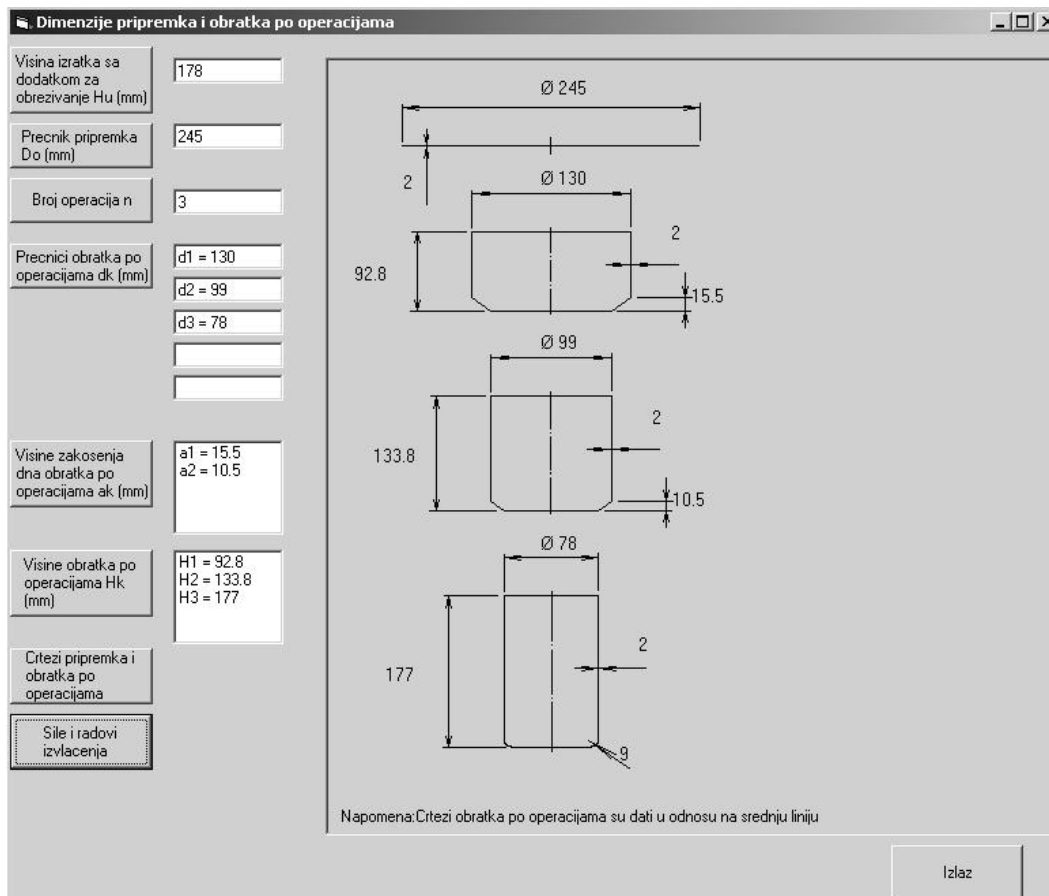 Dimenzije pripremka i obratka po operacijama
Visina izratka sa
dodatkom za
obrezivanje Hu (mm)
178
Precnik pripremka
Do (mm)
245
Broj operacija n
3
Precnici obratka po
operacijama dk (mm)
d1 = 130
d2 = 99
d3 = 78
Visine zakosenja
dna obratka po
operacijama ak (mm)
a1 = 15.5
a2 = 10.5
Visine obratka po
operacijama Hk
(mm)
H1 = 92.8
H2 = 133.8
H3 = 177
Crtezi pripremka i
obratka po
operacijama
Sile i radovi
izvlacenja
Ø 245
2
Ø 130
2
92.8
15.5
Ø 99
2
133.8
10.5
Ø 78
2
177
9
Napomena:Crtezi obratka po operacijama su dati u odnosu na srednju liniju
Izlaz